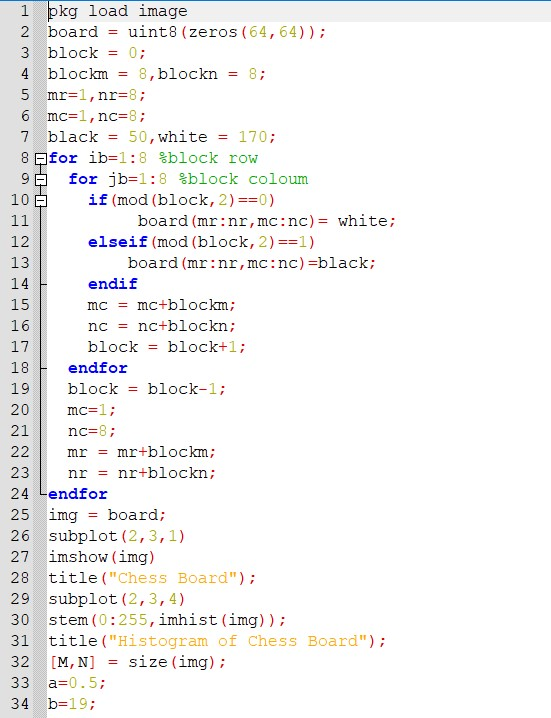 1 pkg load image
2 board = uint8(zeros(64,64));
3 block = 0;
4 blockm = 8,blockn = 8;
5 mr=1,nr=8;
6 mc=1,nc=8;
7 black = 50,white = 170;
8 for ib=1:8 %block row
9 for jb=1:8 %block coloum
10 if(mod(block,2)==0)
11 board(mr:nr,mc:nc)= white;
12 elseif(mod(block,2)==1)
13 board(mr:nr,mc:nc)=black;
14 endif
15 mc = mc+blockm;
16 nc = nc+blockn;
17 block = block+1;
18 endfor
19 block = block-1;
20 mc=1;
21 nc=8;
22 mr = mr+blockm;
23 nr = nr+blockn;
24 endfor
25 img = board;
26 subplot(2,3,1)
27 imshow(img)
28 title("Chess Board");
29 subplot(2,3,4)
30 stem(0:255,imhist(img));
31 title("Histogram of Chess Board");
32 [M,N] = size(img);
33 a=0.5;
34 b=19;